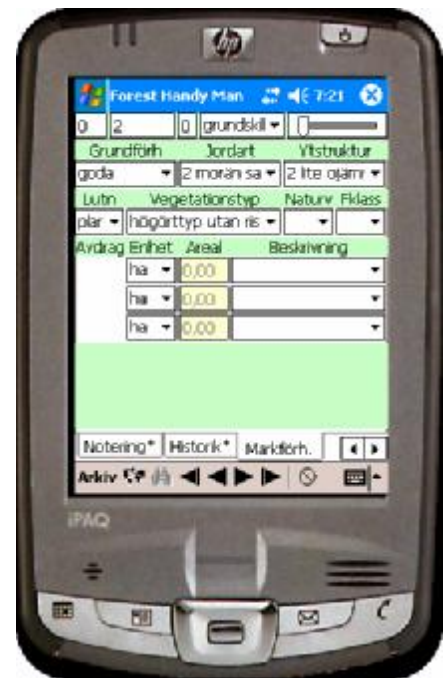 hp
Forest Handy Man 7:21
0 2 0 grundskil
Grundförh Jordart Ytstruktur
goda 2 morän sa 2 lite ojämr
Lutn Vegetationstyp Naturv Fklass
plar högörttyp utan ris
Avdrag Enhet Areal Beskrivning
ha 0,00
ha 0,00
ha 0,00
Notering* Historik* Markförh.
Arkiv
iPAQ